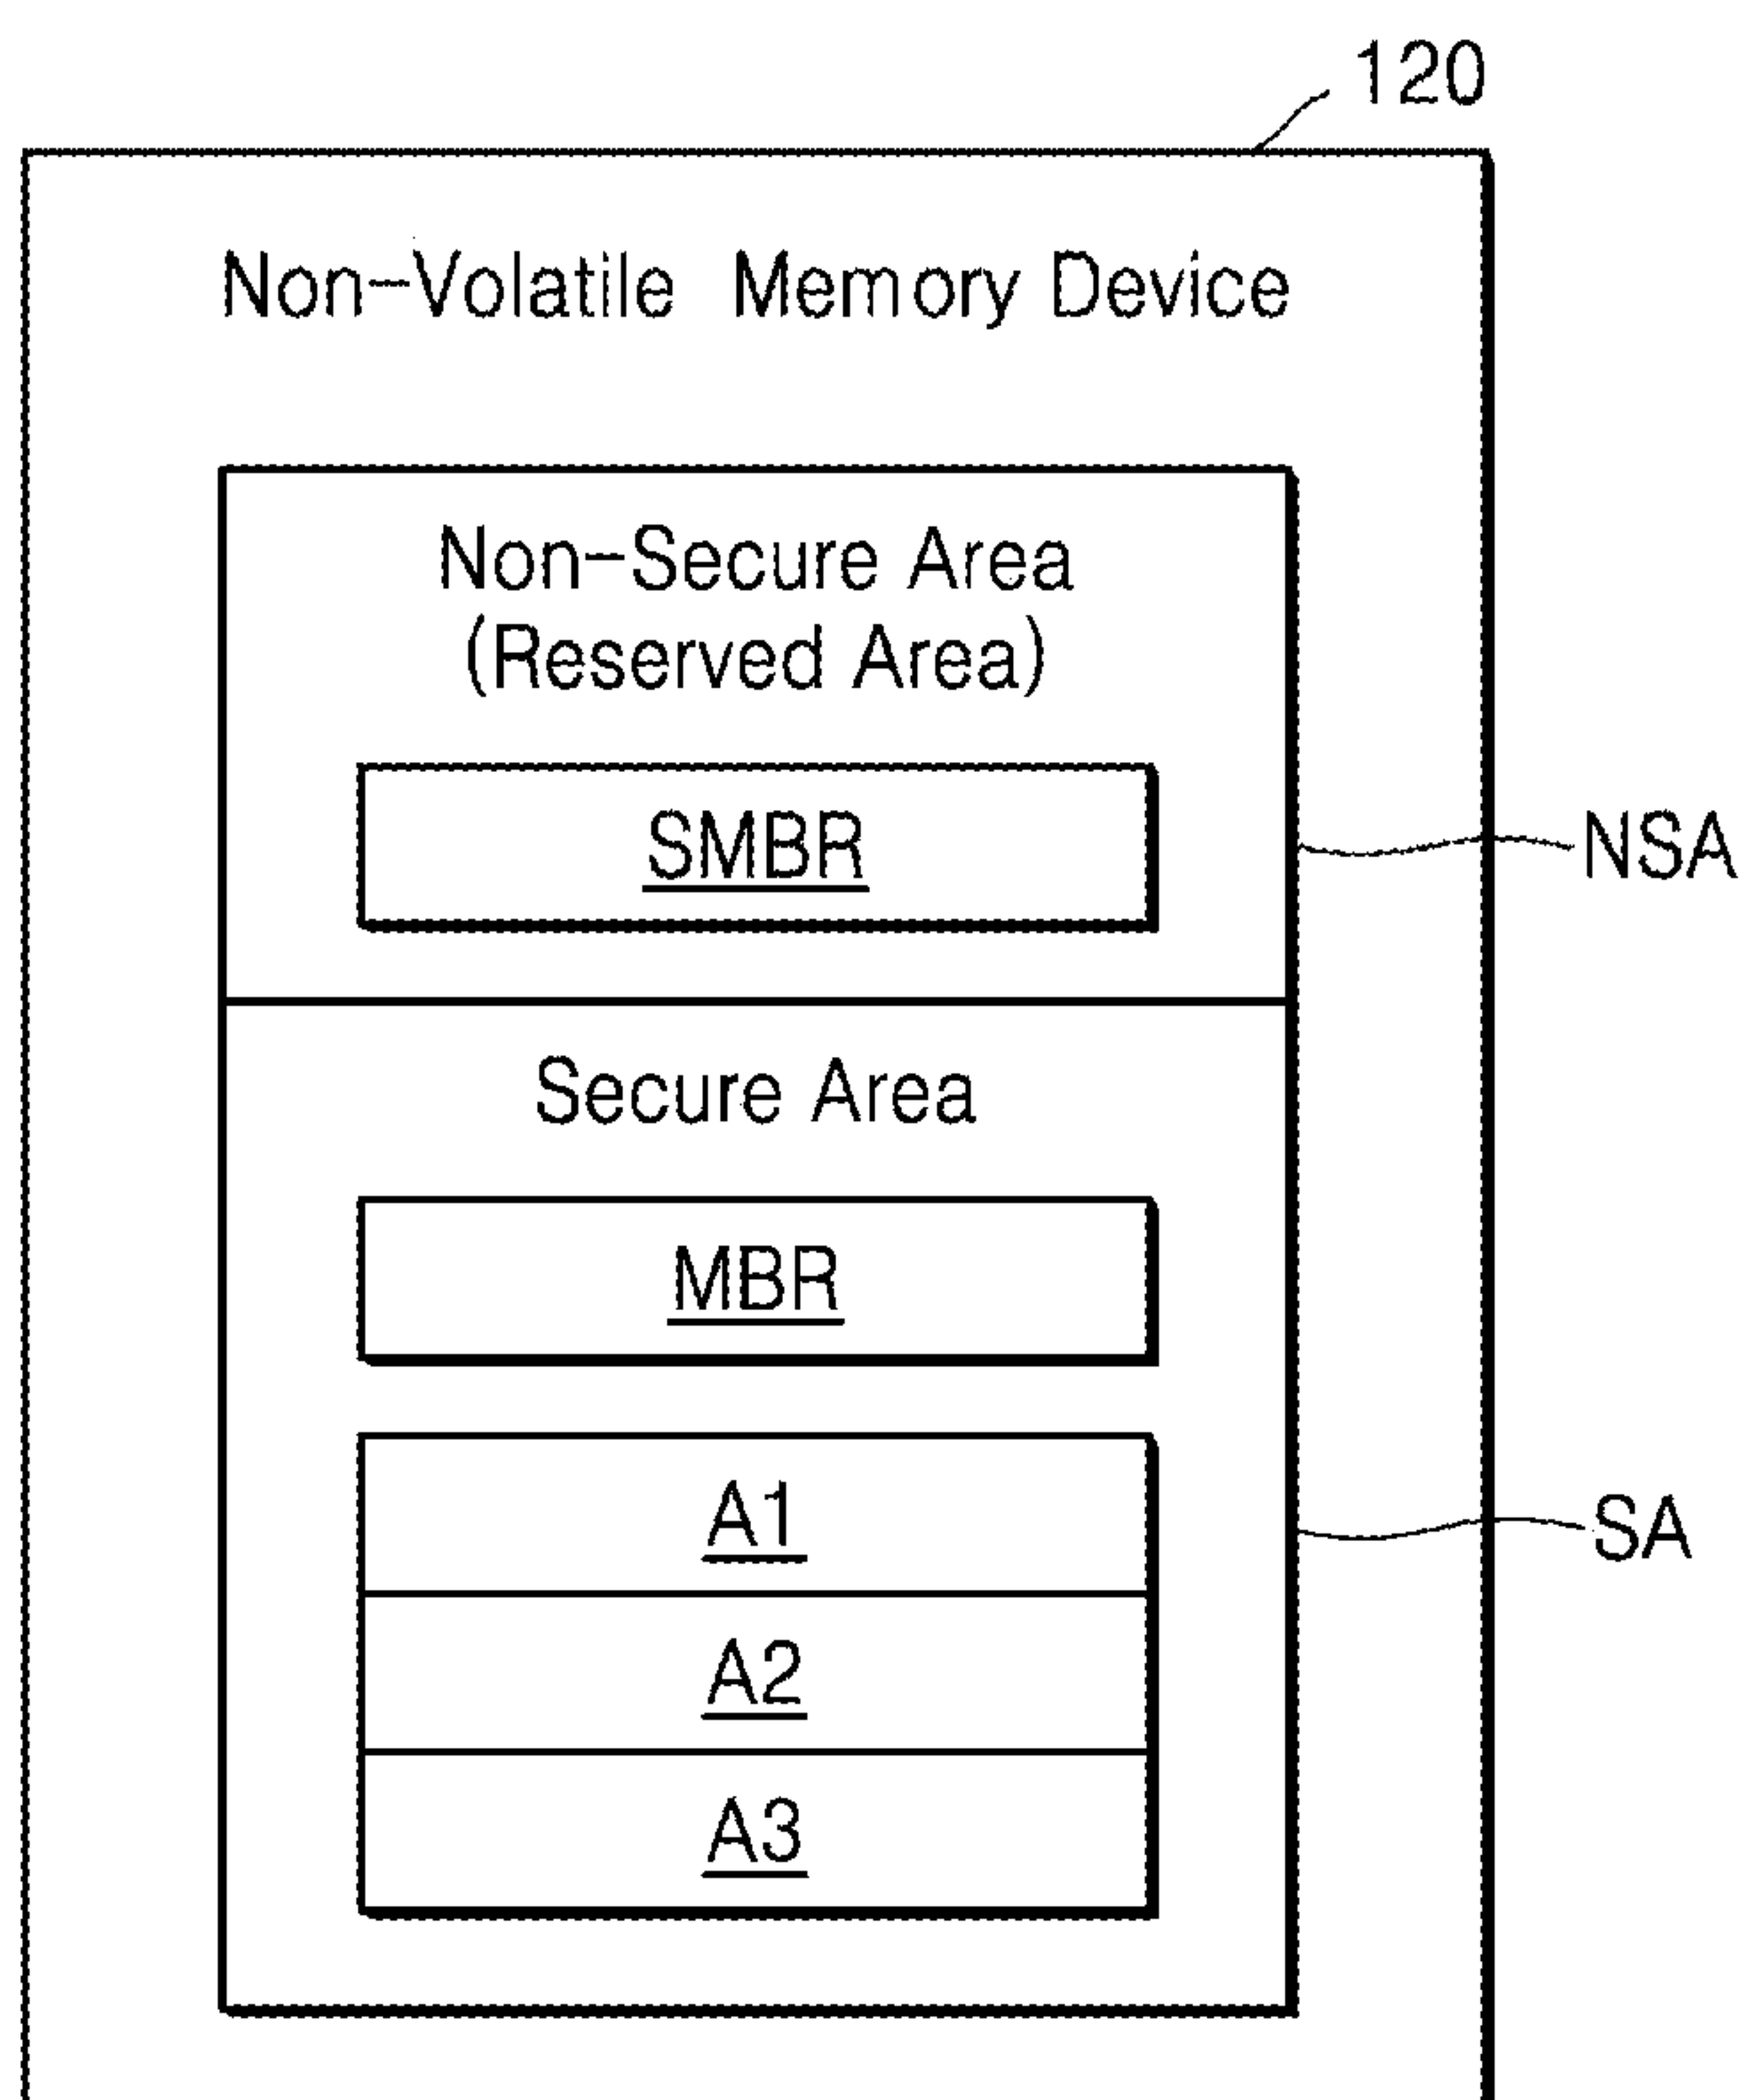 120
Non-Volatile Memory Device
Non-Secure Area
(Reserved Area)
SMBR
NSA
Secure Area
MBR
A1
SA
A2
A3